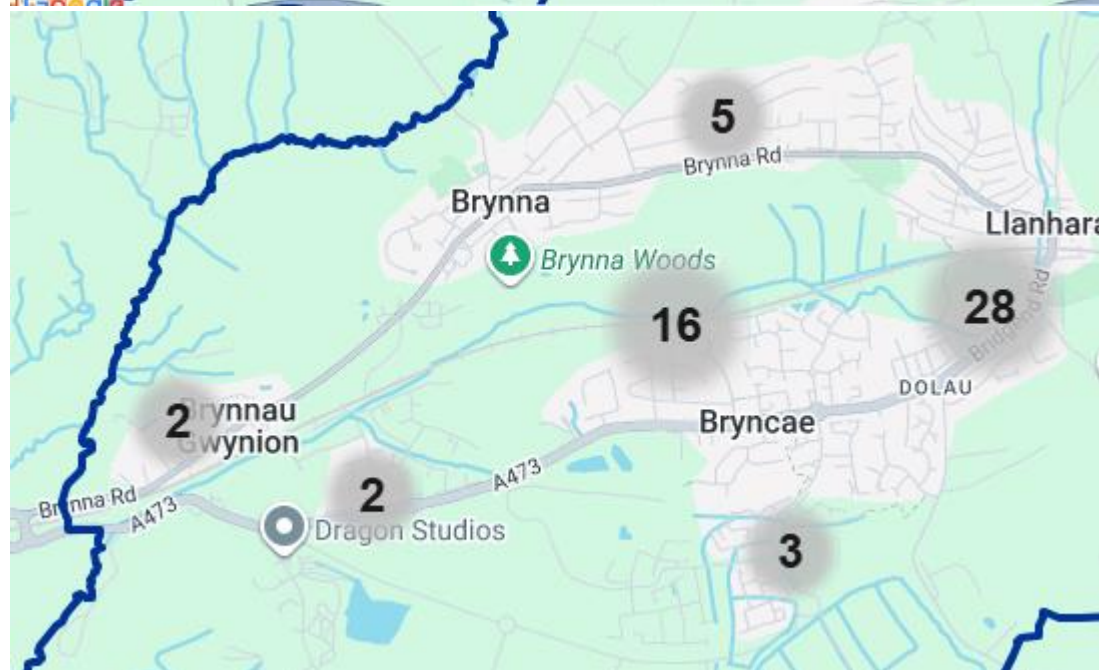 5
Brynna Rd
Brynna
Llanhara
Brynna Woods
28
16
Bridgend Rd
DOLAU
2
Brynnau
Gwynion
Bryncae
A473
2
Brynna Rd
A473
Dragon Studios
3